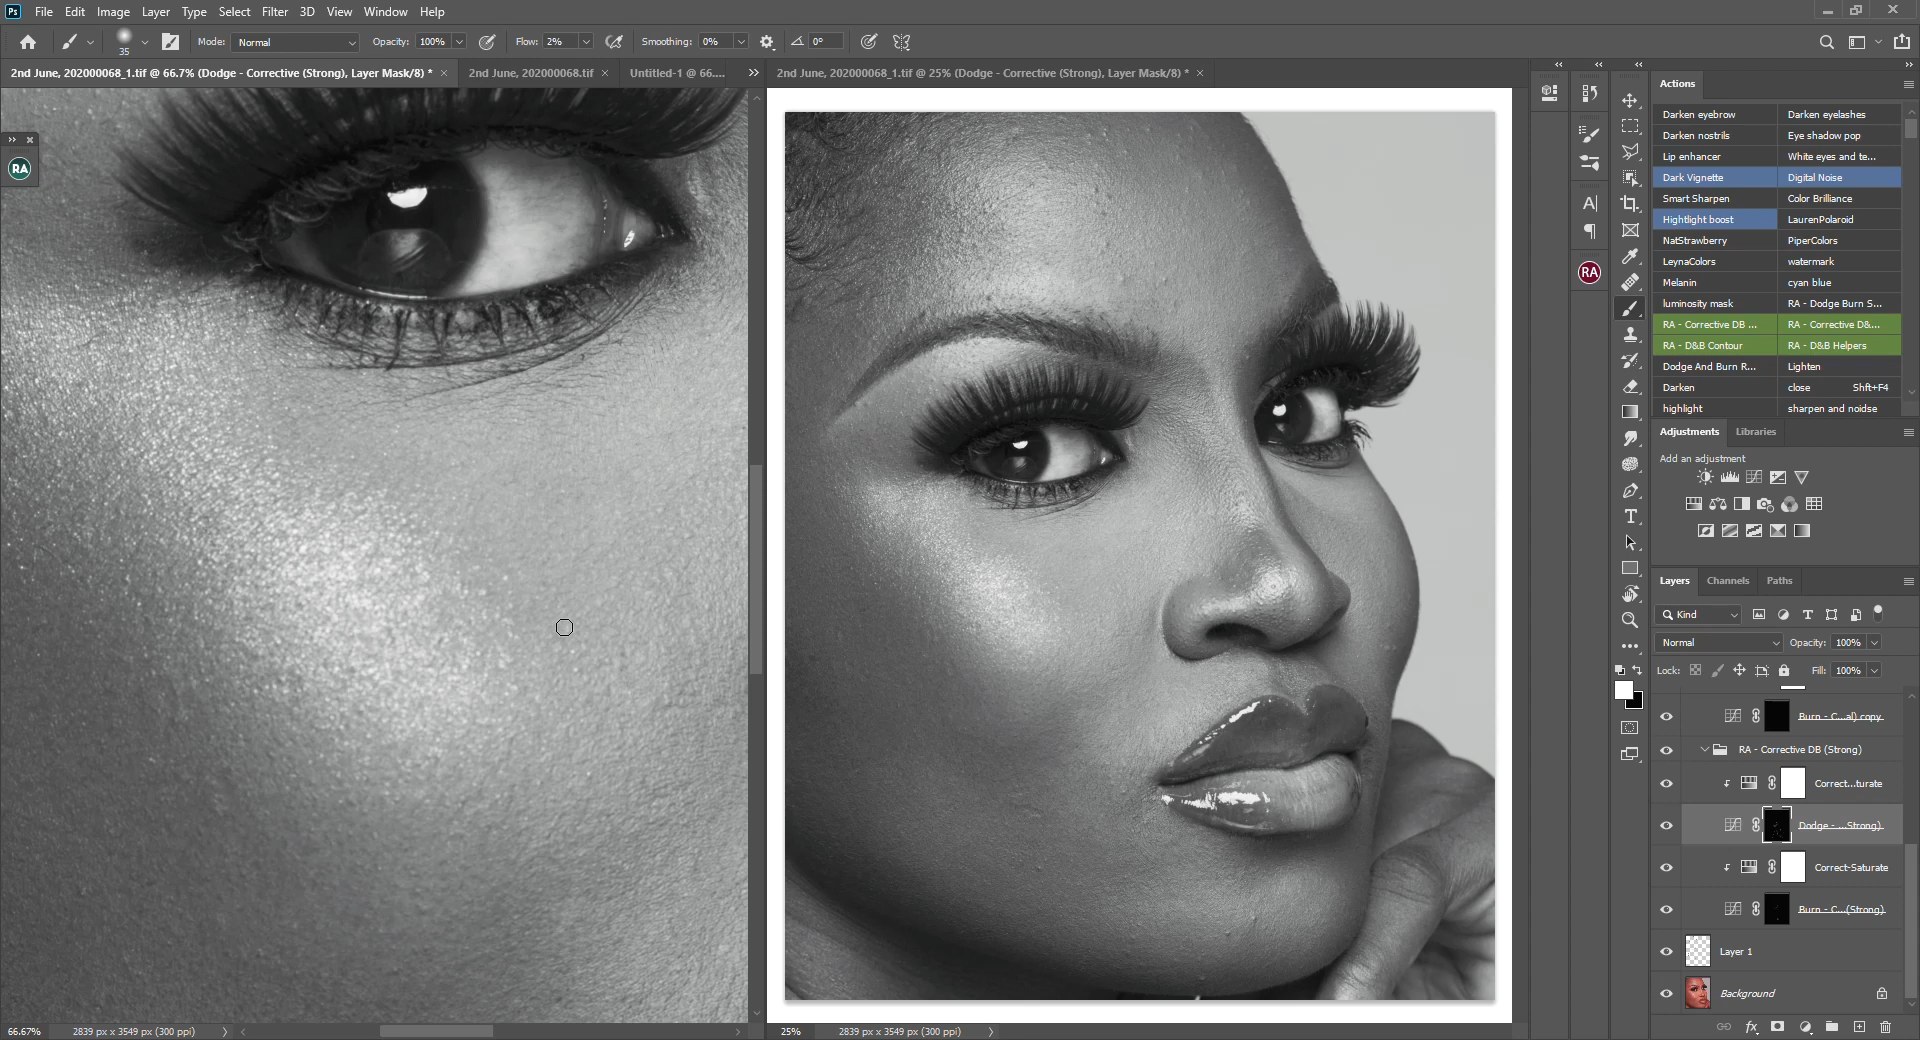 Ps File Edit Image Layer Type Select Filter 3D View Window Help
35 Mode: Normal Opacity: 100% Flow: 2% Smoothing: 0% 0°
2nd June, 202000068_1.tif @ 66.7% (Dodge - Corrective (Strong), Layer Mask/8) * × 2nd June, 202000068.tif × Untitled-1 @ 66.... » 2nd June, 202000068_1.tif @ 25% (Dodge - Corrective (Strong), Layer Mask/8) * ×
RA
RA
Actions
Darken eyebrow Darken eyelashes
Darken nostrils Eye shadow pop
Lip enhancer White eyes and te...
Dark Vignette Digital Noise
Smart Sharpen Color Brilliance
Hightlight boost LaurenPolaroid
NatStrawberry PiperColors
LeynaColors watermark
Melanin cyan blue
luminosity mask RA - Dodge Burn S...
RA - Corrective DB ... RA - Corrective D&...
RA - D&B Contour RA - D&B Helpers
Dodge And Burn R... Lighten
Darken close Shft+F4
highlight sharpen and noidse
Adjustments Libraries
Add an adjustment
Layers Channels Paths
Kind
Normal Opacity: 100%
Lock: Fill: 100%
Burn - C...al) copy
RA - Corrective DB (Strong)
Correct...turate
Dodge - ...Strong)
Correct-Saturate
Burn - C...(Strong)
Layer 1
Background
66.67% 2839 px x 3549 px (300 ppi) 25% 2839 px x 3549 px (300 ppi) fx